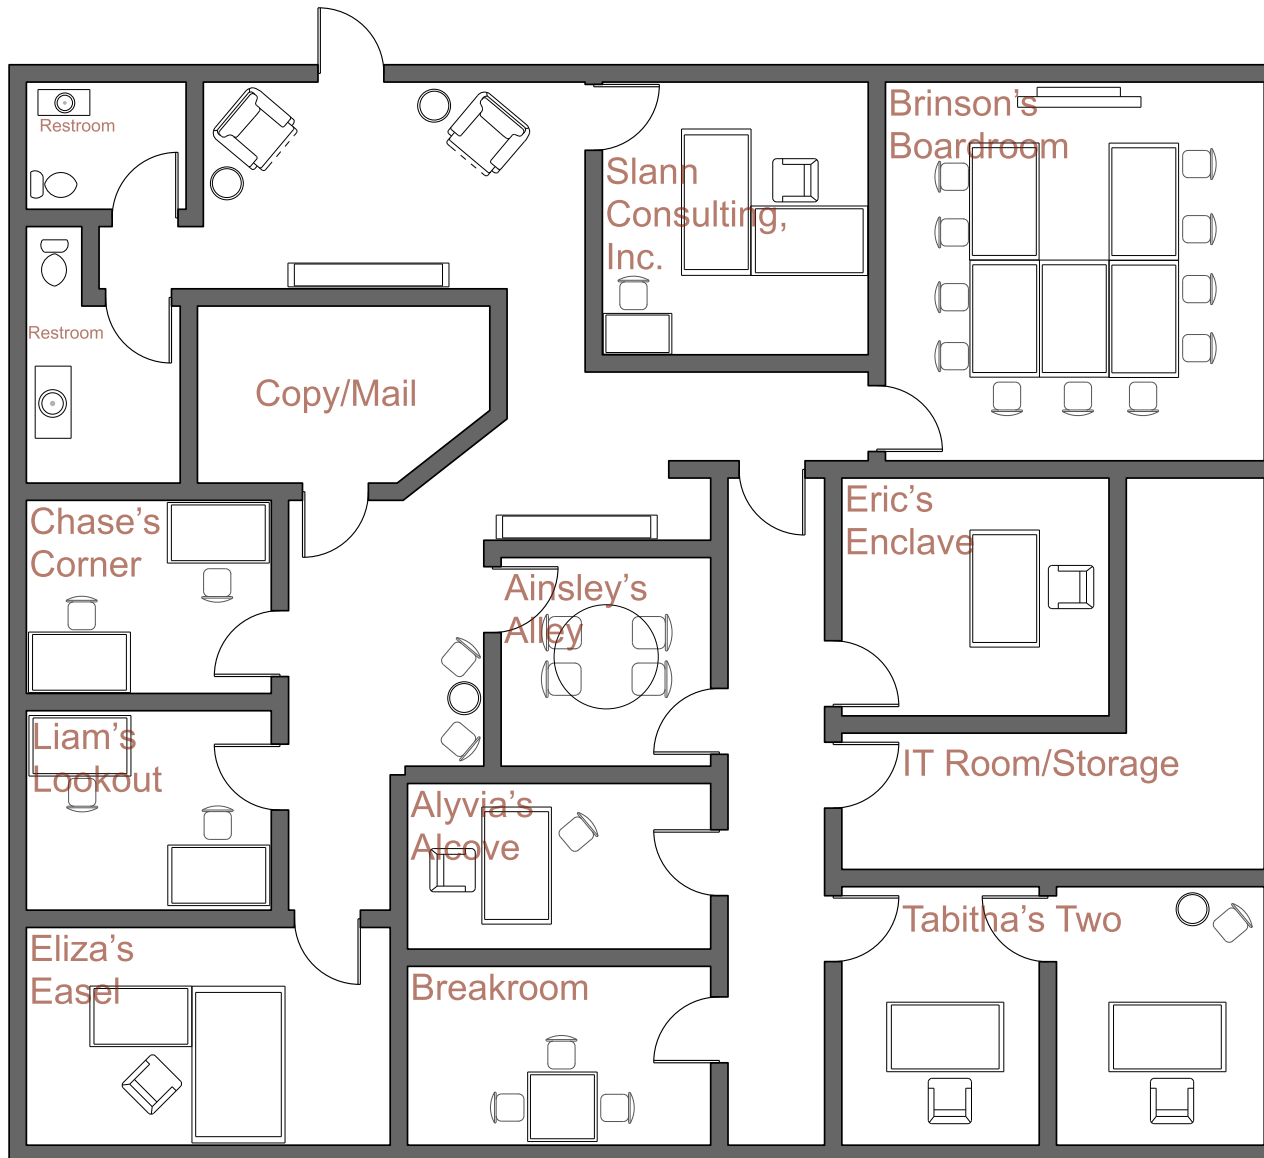 Restroom
Brinson's
Boardroom
Slann
Consulting,
Inc.
Restroom
Copy/Mail
Chase's
Corner
Eric's
Enclave
Ainsley's
Alley
Liam's
Lookout
IT Room/Storage
Alyvia's
Alcove
Tabitha's Two
Eliza's
Easel
Breakroom